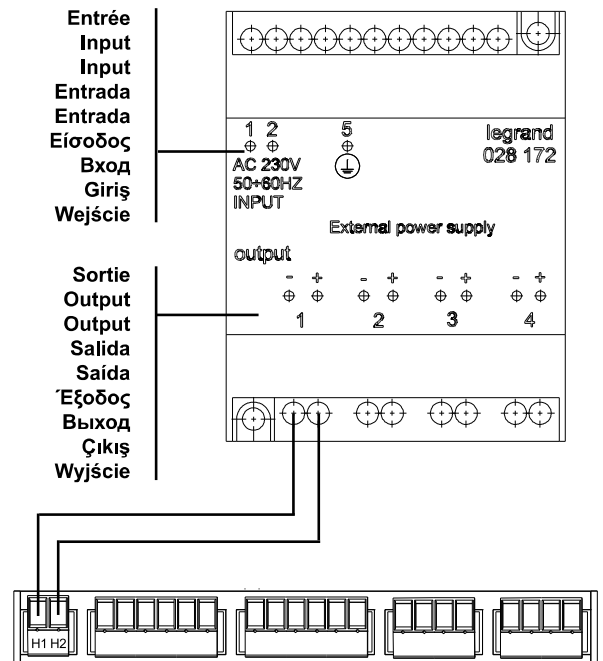 Entrée
Input
Input
Entrada
Entrada
Είσοδος
Вход
Giriş
Wejście
1 2 5
AC 230V
50÷60HZ
INPUT
legrand
028 172
External power supply
output
- + - + - + - +
1 2 3 4
Sortie
Output
Output
Salida
Saída
Έξοδος
Выход
Çıkış
Wyjście
H1 H2